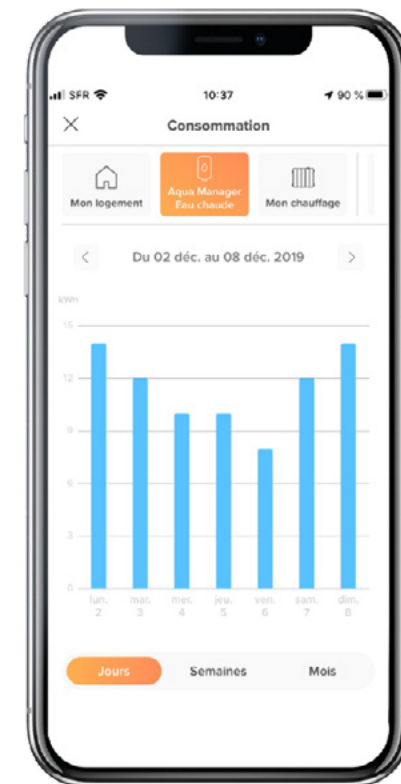 SFR 10:37 90 %
Consommation
Mon logement
Aqua Manager
Eau chaude
Mon chauffage
Du 02 déc. au 08 déc. 2019
kWh
15
12
9
6
3
0
lun. mar. mer. jeu. ven. sam. dim.
2 3 4 5 6 7 8
Jours Semaines Mois